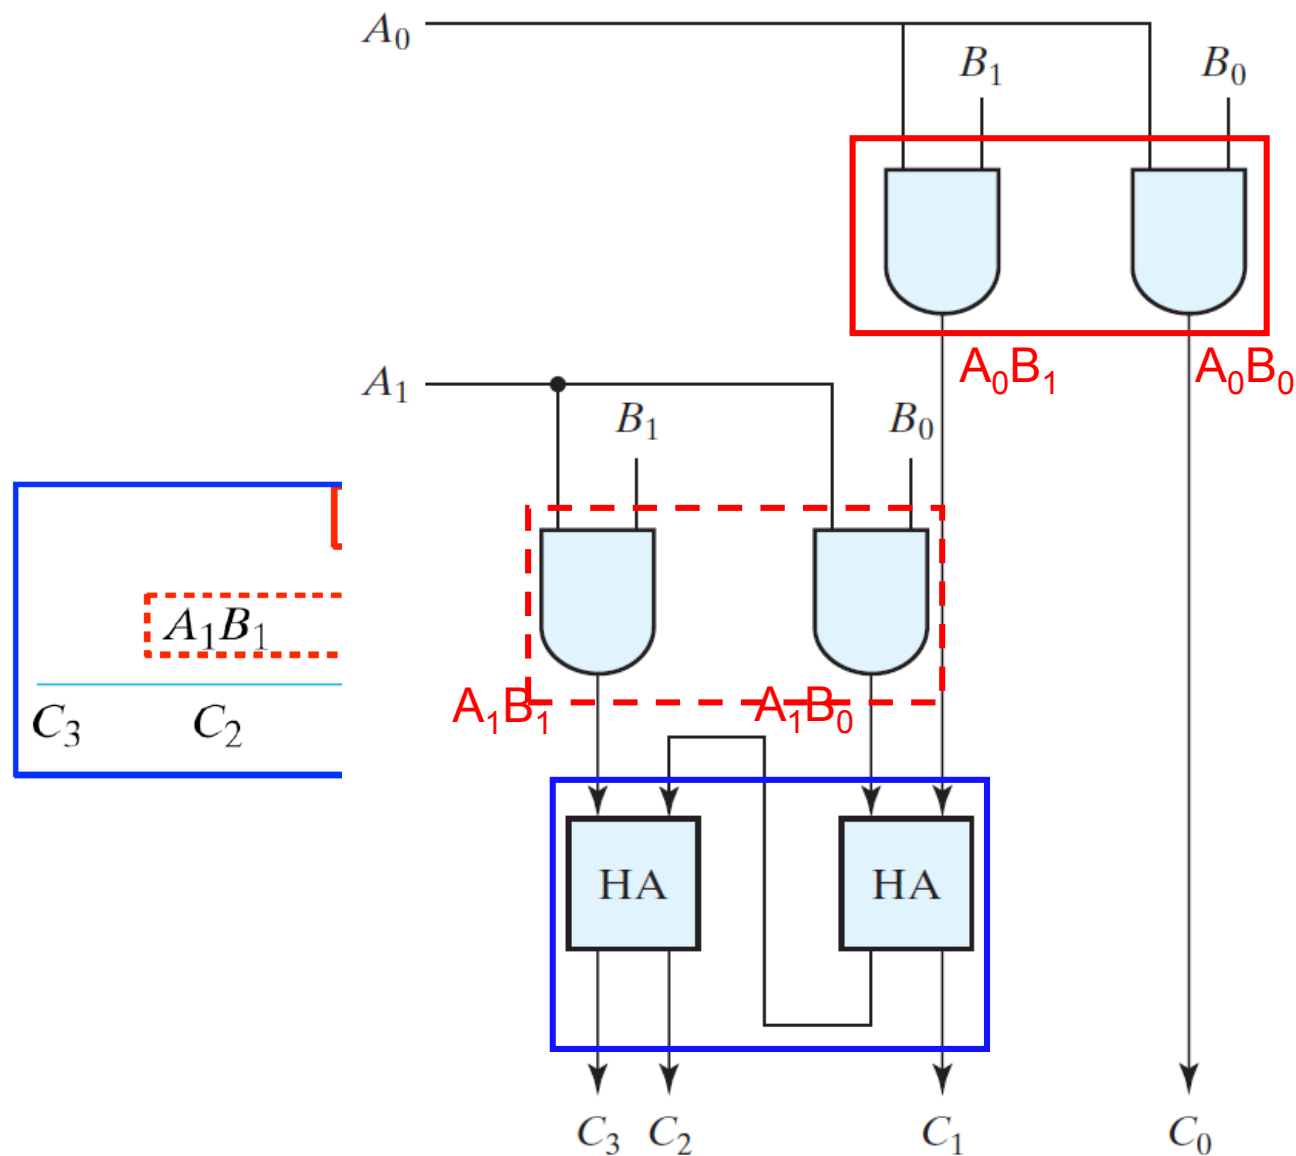 A₀
B₁ B₀
A₀B₁ A₀B₀
A₁
B₁ B₀
A₁B₁
A₁B₁ A₁B₀
C₃ C₂
HA HA
C₃ C₂ C₁ C₀